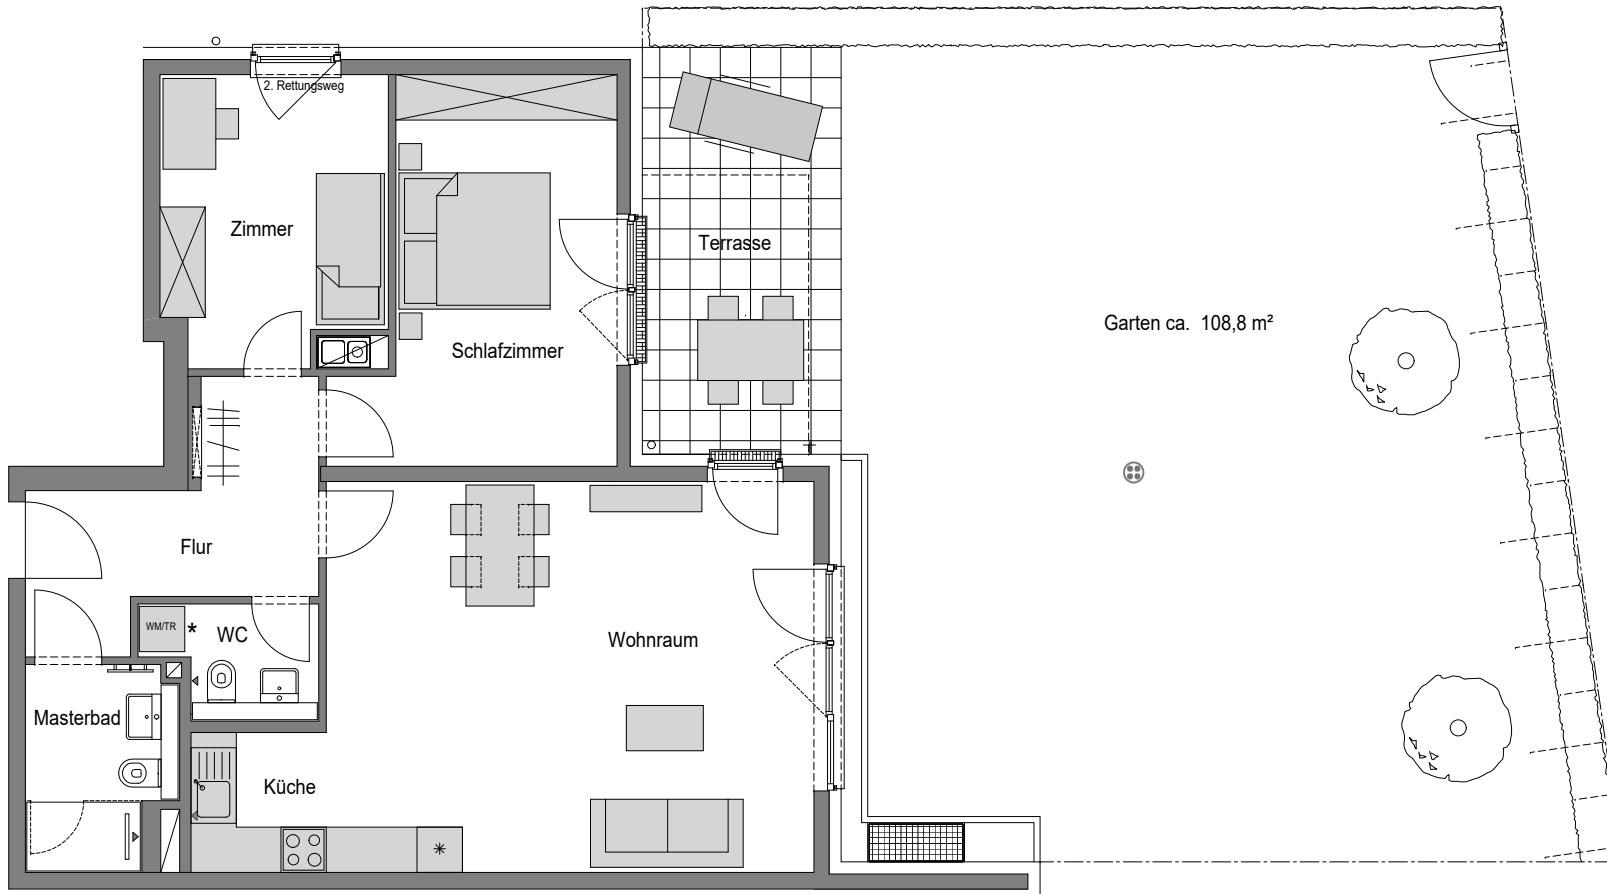 2. Rettungsweg
Zimmer
Terrasse
Garten ca. 108,8 m²
Schlafzimmer
Flur
WM/TR *
WC
Wohnraum
Masterbad
Küche